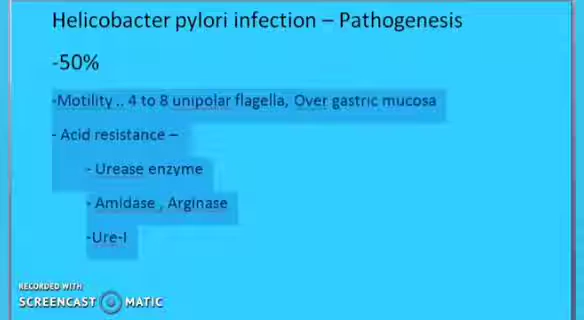 Helicobacter pylori infection – Pathogenesis
-50%
-Motility .. 4 to 8 unipolar flagella, Over gastric mucosa
- Acid resistance –
- Urease enzyme
- Amidase , Arginase
-Ure-I
RECORDED WITH
SCREENCAST MATIC